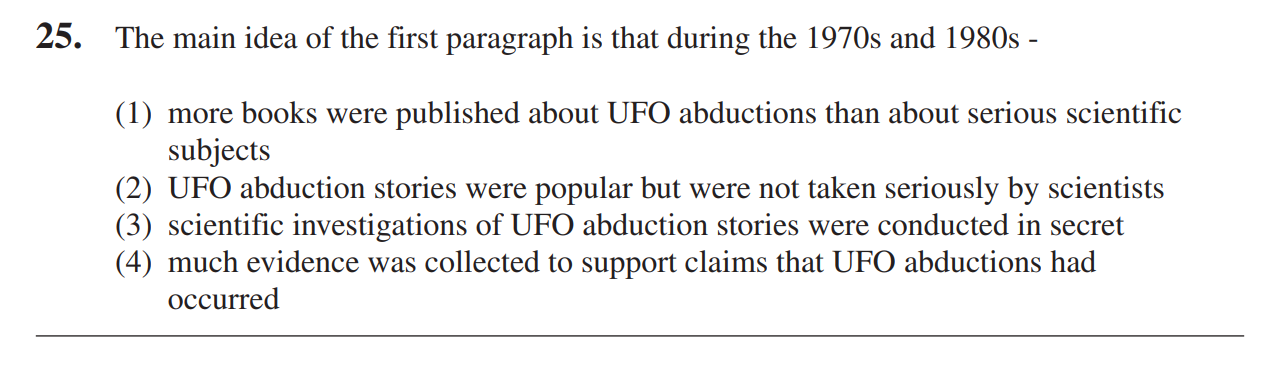 25. The main idea of the first paragraph is that during the 1970s and 1980s -
(1) more books were published about UFO abductions than about serious scientific
subjects
(2) UFO abduction stories were popular but were not taken seriously by scientists
(3) scientific investigations of UFO abduction stories were conducted in secret
(4) much evidence was collected to support claims that UFO abductions had
occurred